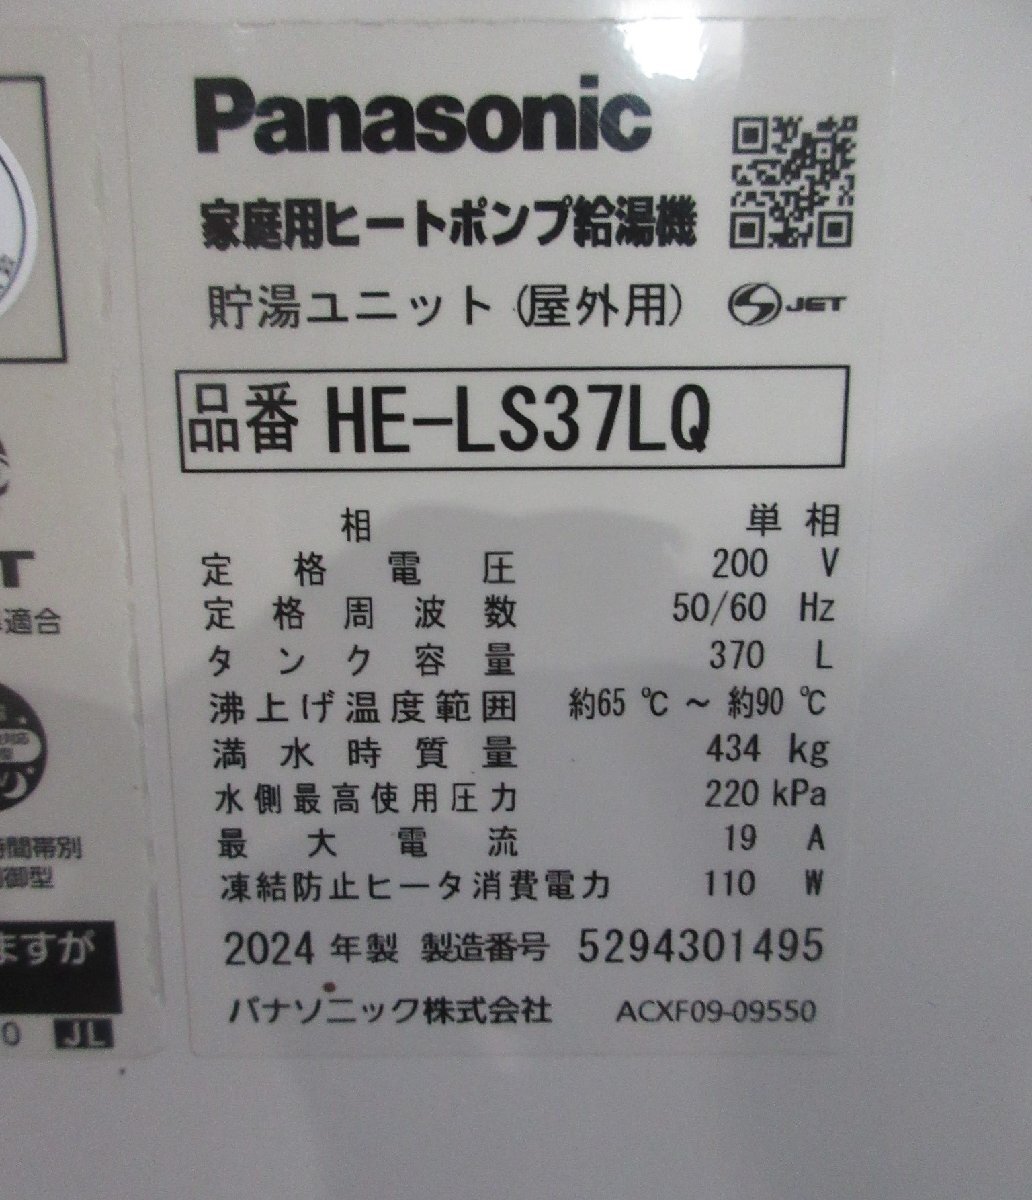 Panasonic
家庭用ヒートポンプ給湯機
貯湯ユニット(屋外用)
JET
品番 HE-LS37LQ
相 単相
定格電圧 200 V
定格周波数 50/60 Hz
タンク容量 370 L
沸上げ温度範囲 約65 ℃ ～ 約90 ℃
満水時質量 434 kg
水側最高使用圧力 220 kPa
最大電流 19 A
凍結防止ヒータ消費電力 110 W
2024 年製 製造番号 5294301495
パナソニック株式会社 ACXF09-09550
T
適合
間帯別
御型
ますが
0 JL